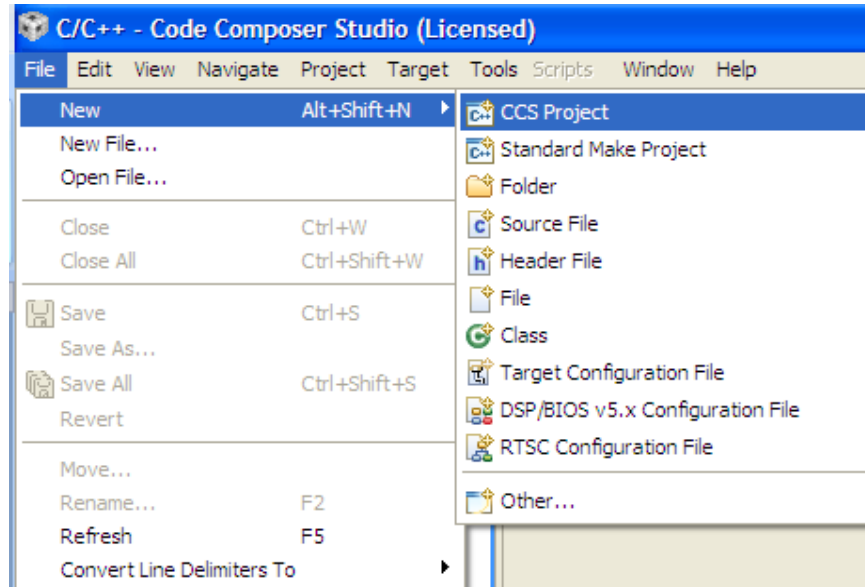 C/C++ - Code Composer Studio (Licensed)
File Edit View Navigate Project Target Tools Scripts Window Help
New Alt+Shift+N
New File...
Open File...
Close Ctrl+W
Close All Ctrl+Shift+W
Save Ctrl+S
Save As...
Save All Ctrl+Shift+S
Revert
Move...
Rename... F2
Refresh F5
Convert Line Delimiters To
CCS Project
Standard Make Project
Folder
Source File
Header File
File
Class
Target Configuration File
DSP/BIOS v5.x Configuration File
RTSC Configuration File
Other...